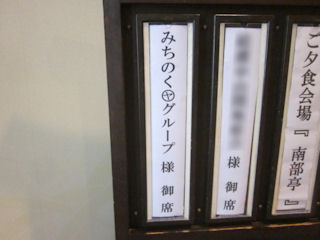 ご夕食会場『南部亭』
様 御席
みちのく㋳グループ 様 御席